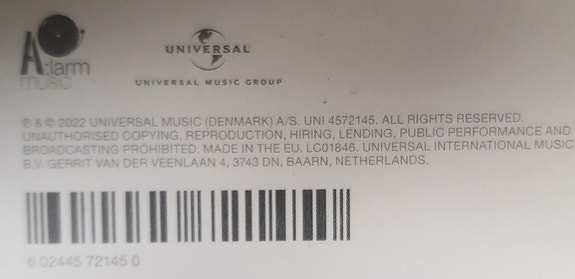 A:larm
music
UNIVERSAL
UNIVERSAL MUSIC GROUP
℗ & © 2022 UNIVERSAL MUSIC (DENMARK) A/S. UNI 4572145. ALL RIGHTS RESERVED.
UNAUTHORISED COPYING, REPRODUCTION, HIRING, LENDING, PUBLIC PERFORMANCE AND
BROADCASTING PROHIBITED. MADE IN THE EU. LC01846. UNIVERSAL INTERNATIONAL MUSIC
B.V. GERRIT VAN DER VEENLAAN 4, 3743 DN, BAARN, NETHERLANDS.
6 02445 72145 0